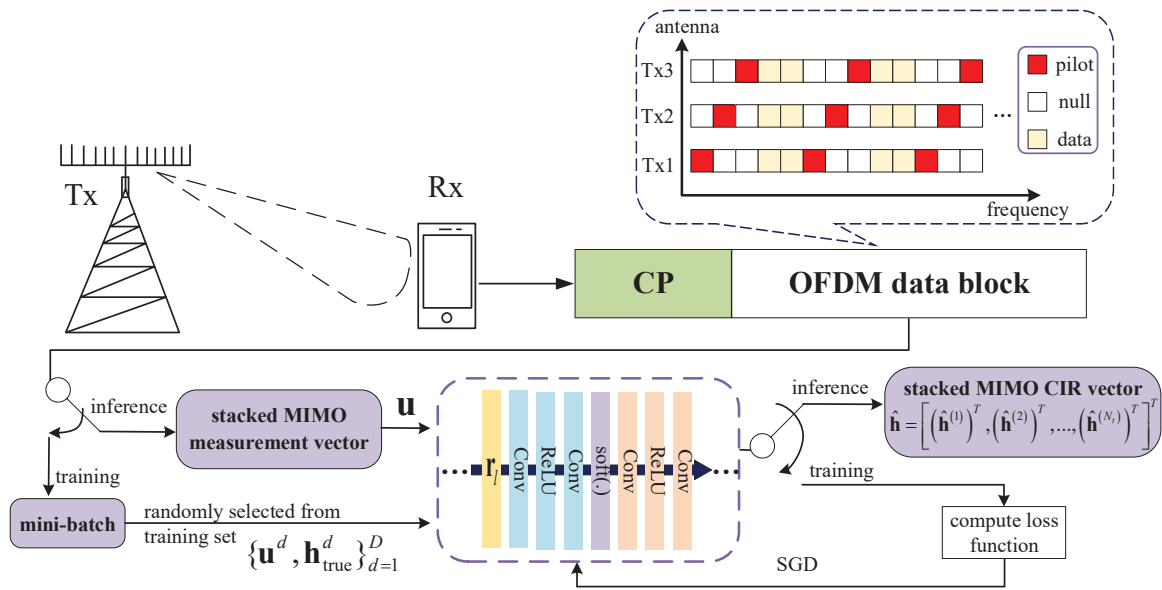 antenna
Tx3
Tx2
Tx1
...
pilot
null
data
frequency
Tx
Rx
CP
OFDM data block
inference
training
stacked MIMO
measurement vector
u
mini-batch
randomly selected from
training set
{u^d, h_true^d}_{d=1}^D
...
r_l
Conv
ReLU
Conv
soft(.)
Conv
ReLU
Conv
...
inference
training
stacked MIMO CIR vector
ĥ = [(ĥ^(1))^T, (ĥ^(2))^T, ..., (ĥ^(N_t))^T]^T
compute loss
function
SGD